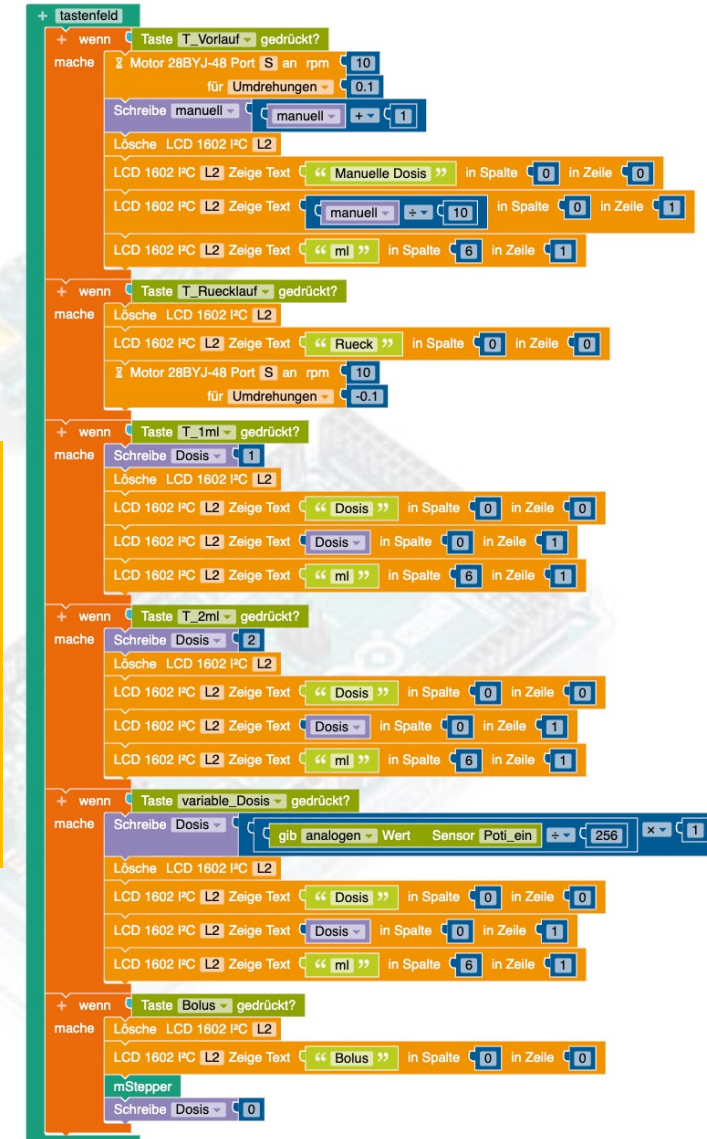 + tastenfeld
+ wenn Taste T_Vorlauf gedrückt?
mache Motor 28BYJ-48 Port S an rpm 10
für Umdrehungen 0.1
Schreibe manuell manuell + 1
Lösche LCD 1602 I²C L2
LCD 1602 I²C L2 Zeige Text “ Manuelle Dosis ” in Spalte 0 in Zeile 0
LCD 1602 I²C L2 Zeige Text manuell ÷ 10 in Spalte 0 in Zeile 1
LCD 1602 I²C L2 Zeige Text “ ml ” in Spalte 6 in Zeile 1
+ wenn Taste T_Ruecklauf gedrückt?
mache Lösche LCD 1602 I²C L2
LCD 1602 I²C L2 Zeige Text “ Rueck ” in Spalte 0 in Zeile 0
Motor 28BYJ-48 Port S an rpm 10
für Umdrehungen -0.1
+ wenn Taste T_1ml gedrückt?
mache Schreibe Dosis 1
Lösche LCD 1602 I²C L2
LCD 1602 I²C L2 Zeige Text “ Dosis ” in Spalte 0 in Zeile 0
LCD 1602 I²C L2 Zeige Text Dosis in Spalte 0 in Zeile 1
LCD 1602 I²C L2 Zeige Text “ ml ” in Spalte 6 in Zeile 1
+ wenn Taste T_2ml gedrückt?
mache Schreibe Dosis 2
Lösche LCD 1602 I²C L2
LCD 1602 I²C L2 Zeige Text “ Dosis ” in Spalte 0 in Zeile 0
LCD 1602 I²C L2 Zeige Text Dosis in Spalte 0 in Zeile 1
LCD 1602 I²C L2 Zeige Text “ ml ” in Spalte 6 in Zeile 1
+ wenn Taste variable_Dosis gedrückt?
mache Schreibe Dosis gib analogen Wert Sensor Poti_ein ÷ 256 × 1
Lösche LCD 1602 I²C L2
LCD 1602 I²C L2 Zeige Text “ Dosis ” in Spalte 0 in Zeile 0
LCD 1602 I²C L2 Zeige Text Dosis in Spalte 0 in Zeile 1
LCD 1602 I²C L2 Zeige Text “ ml ” in Spalte 6 in Zeile 1
+ wenn Taste Bolus gedrückt?
mache Lösche LCD 1602 I²C L2
LCD 1602 I²C L2 Zeige Text “ Bolus ” in Spalte 0 in Zeile 0
mStepper
Schreibe Dosis 0